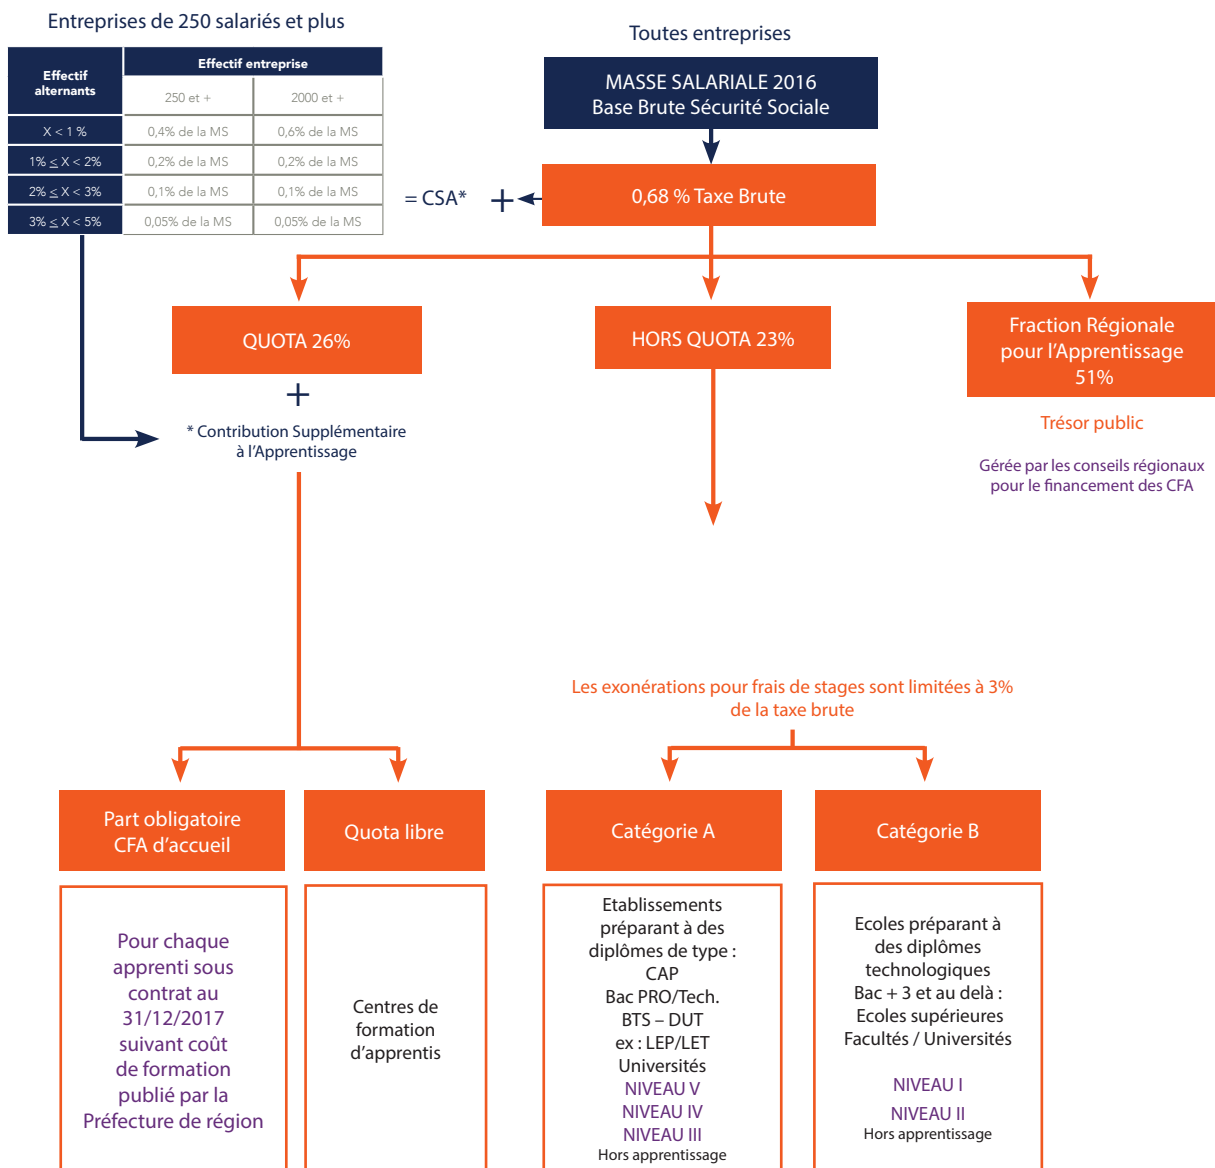 Entreprises de 250 salariés et plus
Effectif alternants
Effectif entreprise
250 et +
2000 et +
X < 1 %
0,4% de la MS
0,6% de la MS
1% ≤ X < 2%
0,2% de la MS
0,2% de la MS
2% ≤ X < 3%
0,1% de la MS
0,1% de la MS
3% ≤ X < 5%
0,05% de la MS
0,05% de la MS
= CSA*
+
Toutes entreprises
MASSE SALARIALE 2016
Base Brute Sécurité Sociale
0,68 % Taxe Brute
QUOTA 26%
+
* Contribution Supplémentaire
à l'Apprentissage
HORS QUOTA 23%
Fraction Régionale
pour l'Apprentissage
51%
Trésor public
Gérée par les conseils régionaux
pour le financement des CFA
Les exonérations pour frais de stages sont limitées à 3%
de la taxe brute
Part obligatoire
CFA d'accueil
Pour chaque
apprenti sous
contrat au
31/12/2017
suivant coût
de formation
publié par la
Préfecture de région
Quota libre
Centres de
formation
d'apprentis
Catégorie A
Etablissements
préparant à des
diplômes de type :
CAP
Bac PRO/Tech.
BTS – DUT
ex : LEP/LET
Universités
NIVEAU V
NIVEAU IV
NIVEAU III
Hors apprentissage
Catégorie B
Ecoles préparant à
des diplômes
technologiques
Bac + 3 et au delà :
Ecoles supérieures
Facultés / Universités
NIVEAU I
NIVEAU II
Hors apprentissage